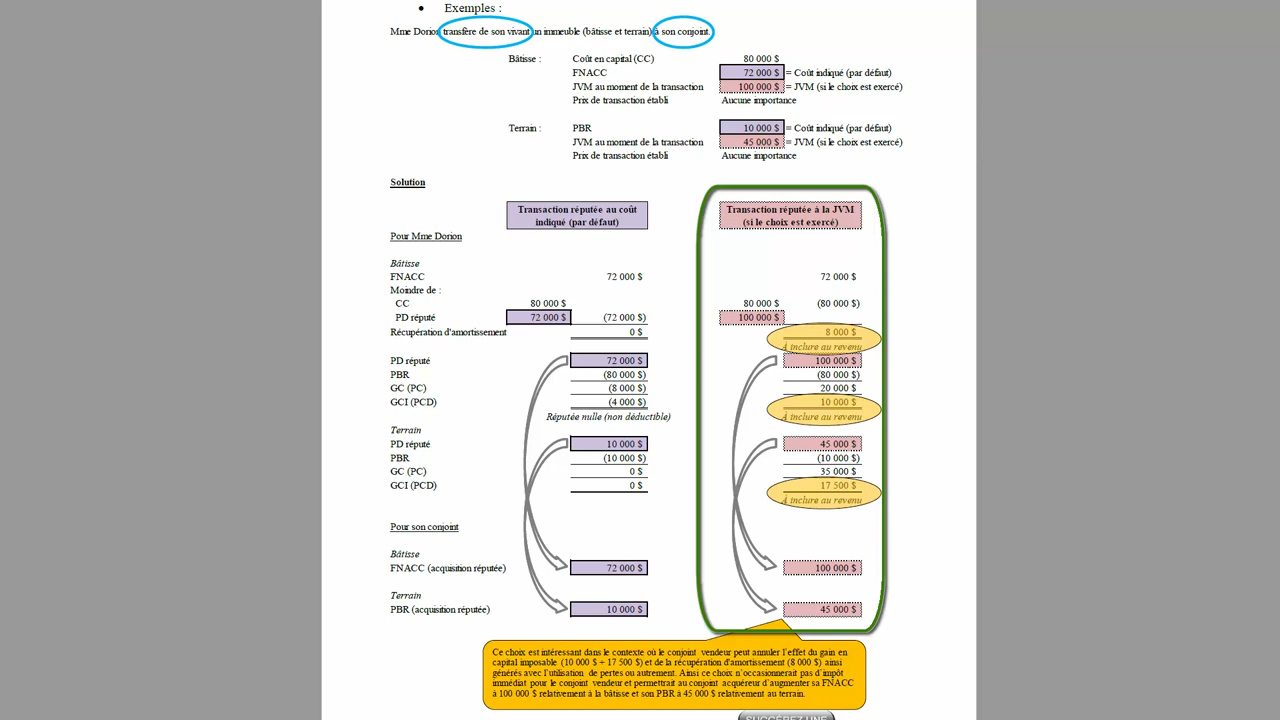 • Exemples :
Mme Dorion transfère de son vivant un immeuble (bâtisse et terrain) à son conjoint.
Bâtisse : Coût en capital (CC) 80 000 $
FNACC 72 000 $ = Coût indiqué (par défaut)
JVM au moment de la transaction 100 000 $ = JVM (si le choix est exercé)
Prix de transaction établi Aucune importance
Terrain : PBR 10 000 $ = Coût indiqué (par défaut)
JVM au moment de la transaction 45 000 $ = JVM (si le choix est exercé)
Prix de transaction établi Aucune importance
Solution
Transaction réputée au coût Transaction réputée à la JVM
indiqué (par défaut) (si le choix est exercé)
Pour Mme Dorion
Bâtisse
FNACC 72 000 $ 72 000 $
Moindre de :
CC 80 000 $ 80 000 $ (80 000 $)
PD réputé 72 000 $ (72 000 $) 100 000 $
Récupération d'amortissement 0 $ 8 000 $
À inclure au revenu
PD réputé 72 000 $ 100 000 $
PBR (80 000 $) (80 000 $)
GC (PC) (8 000 $) 20 000 $
GCI (PCD) (4 000 $) 10 000 $
Réputée nulle (non déductible) À inclure au revenu
Terrain
PD réputé 10 000 $ 45 000 $
PBR (10 000 $) (10 000 $)
GC (PC) 0 $ 35 000 $
GCI (PCD) 0 $ 17 500 $
À inclure au revenu
Pour son conjoint
Bâtisse
FNACC (acquisition réputée) 72 000 $ 100 000 $
Terrain
PBR (acquisition réputée) 10 000 $ 45 000 $
Ce choix est intéressant dans le contexte où le conjoint vendeur peut annuler l'effet du gain en
capital imposable (10 000 $ + 17 500 $) et de la récupération d'amortissement (8 000 $) ainsi
générés avec l'utilisation de pertes ou autrement. Ainsi ce choix n'occasionnerait pas d'impôt
immédiat pour le conjoint vendeur et permettrait au conjoint acquéreur d'augmenter sa FNACC
à 100 000 $ relativement à la bâtisse et son PBR à 45 000 $ relativement au terrain.
SUGGÉREZ UNE